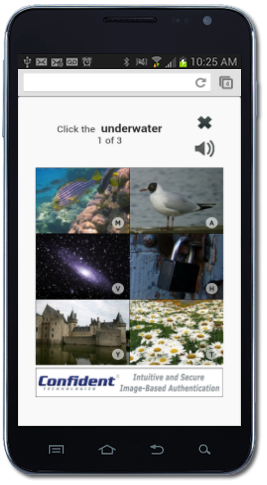 10:25 AM
Click the underwater
1 of 3
M
A
V
H
Y
T
Confident
TECHNOLOGIES
Intuitive and Secure
Image-Based Authentication